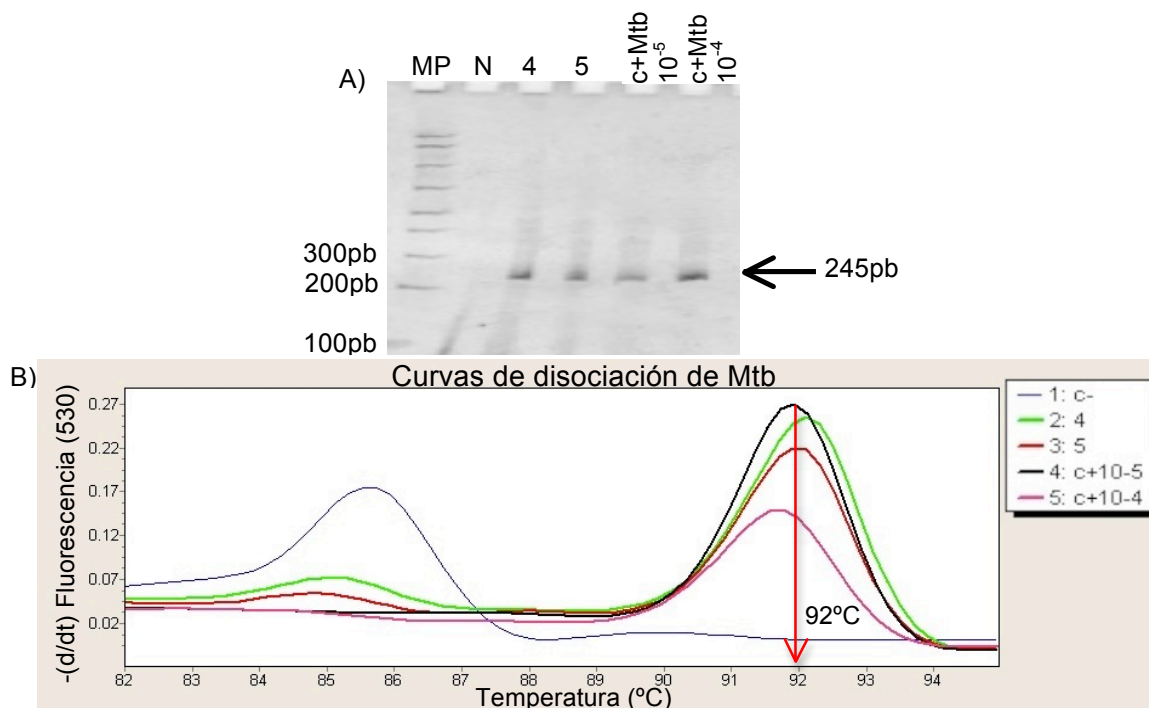 A)
MP N 4 5 c+Mtb 10-5 c+Mtb 10-4
300pb
200pb
100pb
245pb
B)
Curvas de disociación de Mtb
-(d/dt) Fluorescencia (530)
0.27
0.22
0.17
0.12
0.07
0.02
92ºC
82 83 84 85 86 87 88 89 90 91 92 93 94
Temperatura (ºC)
1: c-
2: 4
3: 5
4: c+10-5
5: c+10-4